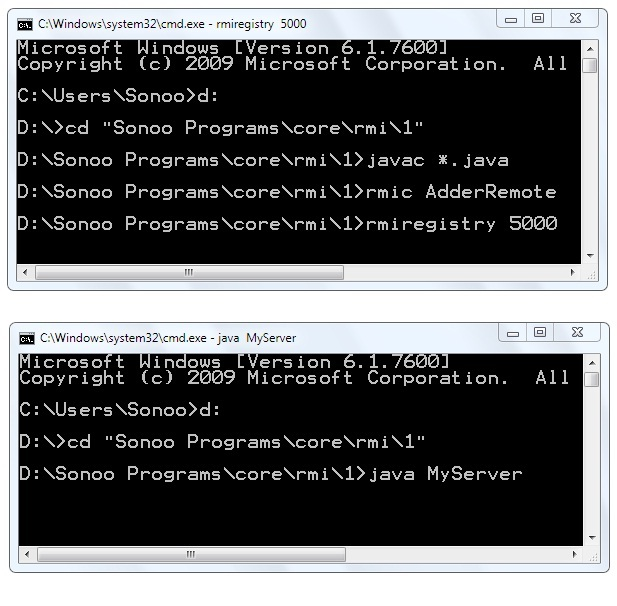 C:\Windows\system32\cmd.exe - rmiregistry 5000
Microsoft Windows [Version 6.1.7600]
Copyright (c) 2009 Microsoft Corporation. All
C:\Users\Sonoo>d:
D:\>cd "Sonoo Programs\core\rmi\1"
D:\Sonoo Programs\core\rmi\1>javac *.java
D:\Sonoo Programs\core\rmi\1>rmic AdderRemote
D:\Sonoo Programs\core\rmi\1>rmiregistry 5000
C:\Windows\system32\cmd.exe - java MyServer
Microsoft Windows [Version 6.1.7600]
Copyright (c) 2009 Microsoft Corporation. All
C:\Users\Sonoo>d:
D:\>cd "Sonoo Programs\core\rmi\1"
D:\Sonoo Programs\core\rmi\1>java MyServer